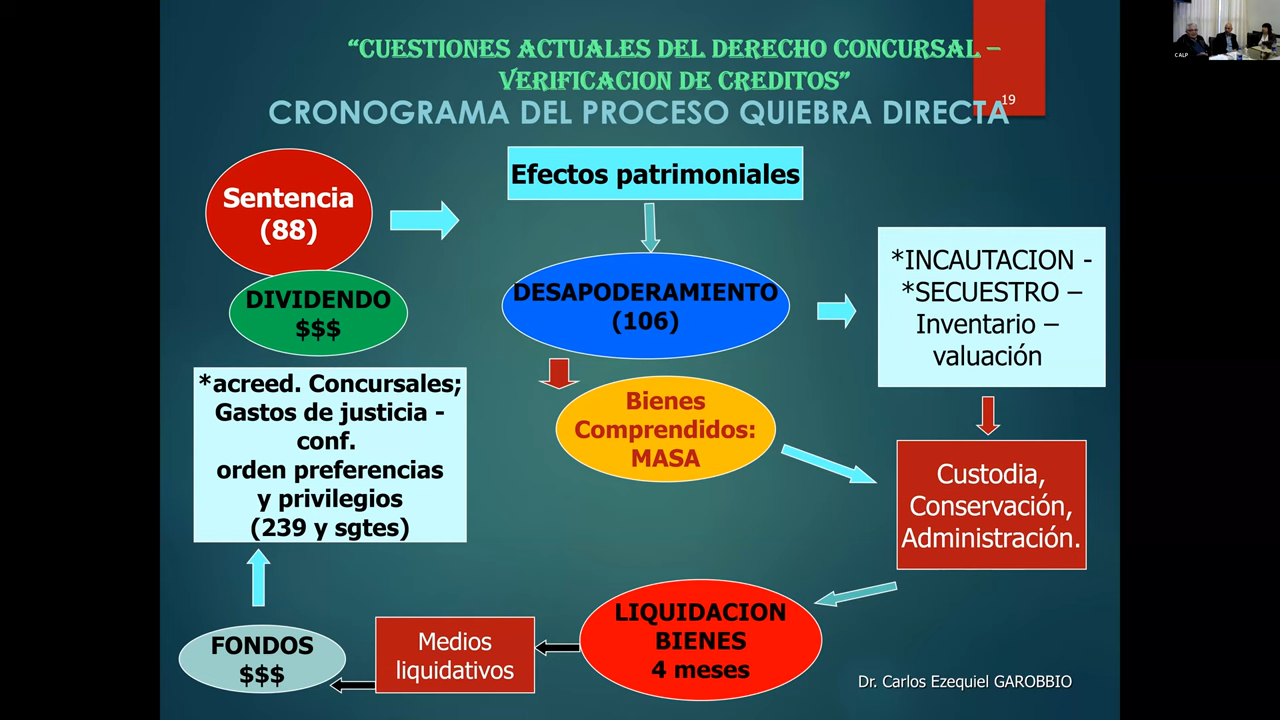 “CUESTIONES ACTUALES DEL DERECHO CONCURSAL –
VERIFICACION DE CREDITOS”
CRONOGRAMA DEL PROCESO QUIEBRA DIRECTA
19
CALP
Sentencia
(88)
Efectos patrimoniales
DESAPODERAMIENTO
(106)
*INCAUTACION -
*SECUESTRO –
Inventario –
valuación
DIVIDENDO
$$$
*acreed. Concursales;
Gastos de justicia -
conf.
orden preferencias
y privilegios
(239 y sgtes)
Bienes
Comprendidos:
MASA
Custodia,
Conservación,
Administración.
LIQUIDACION
BIENES
4 meses
Medios
liquidativos
FONDOS
$$$
Dr. Carlos Ezequiel GAROBBIO